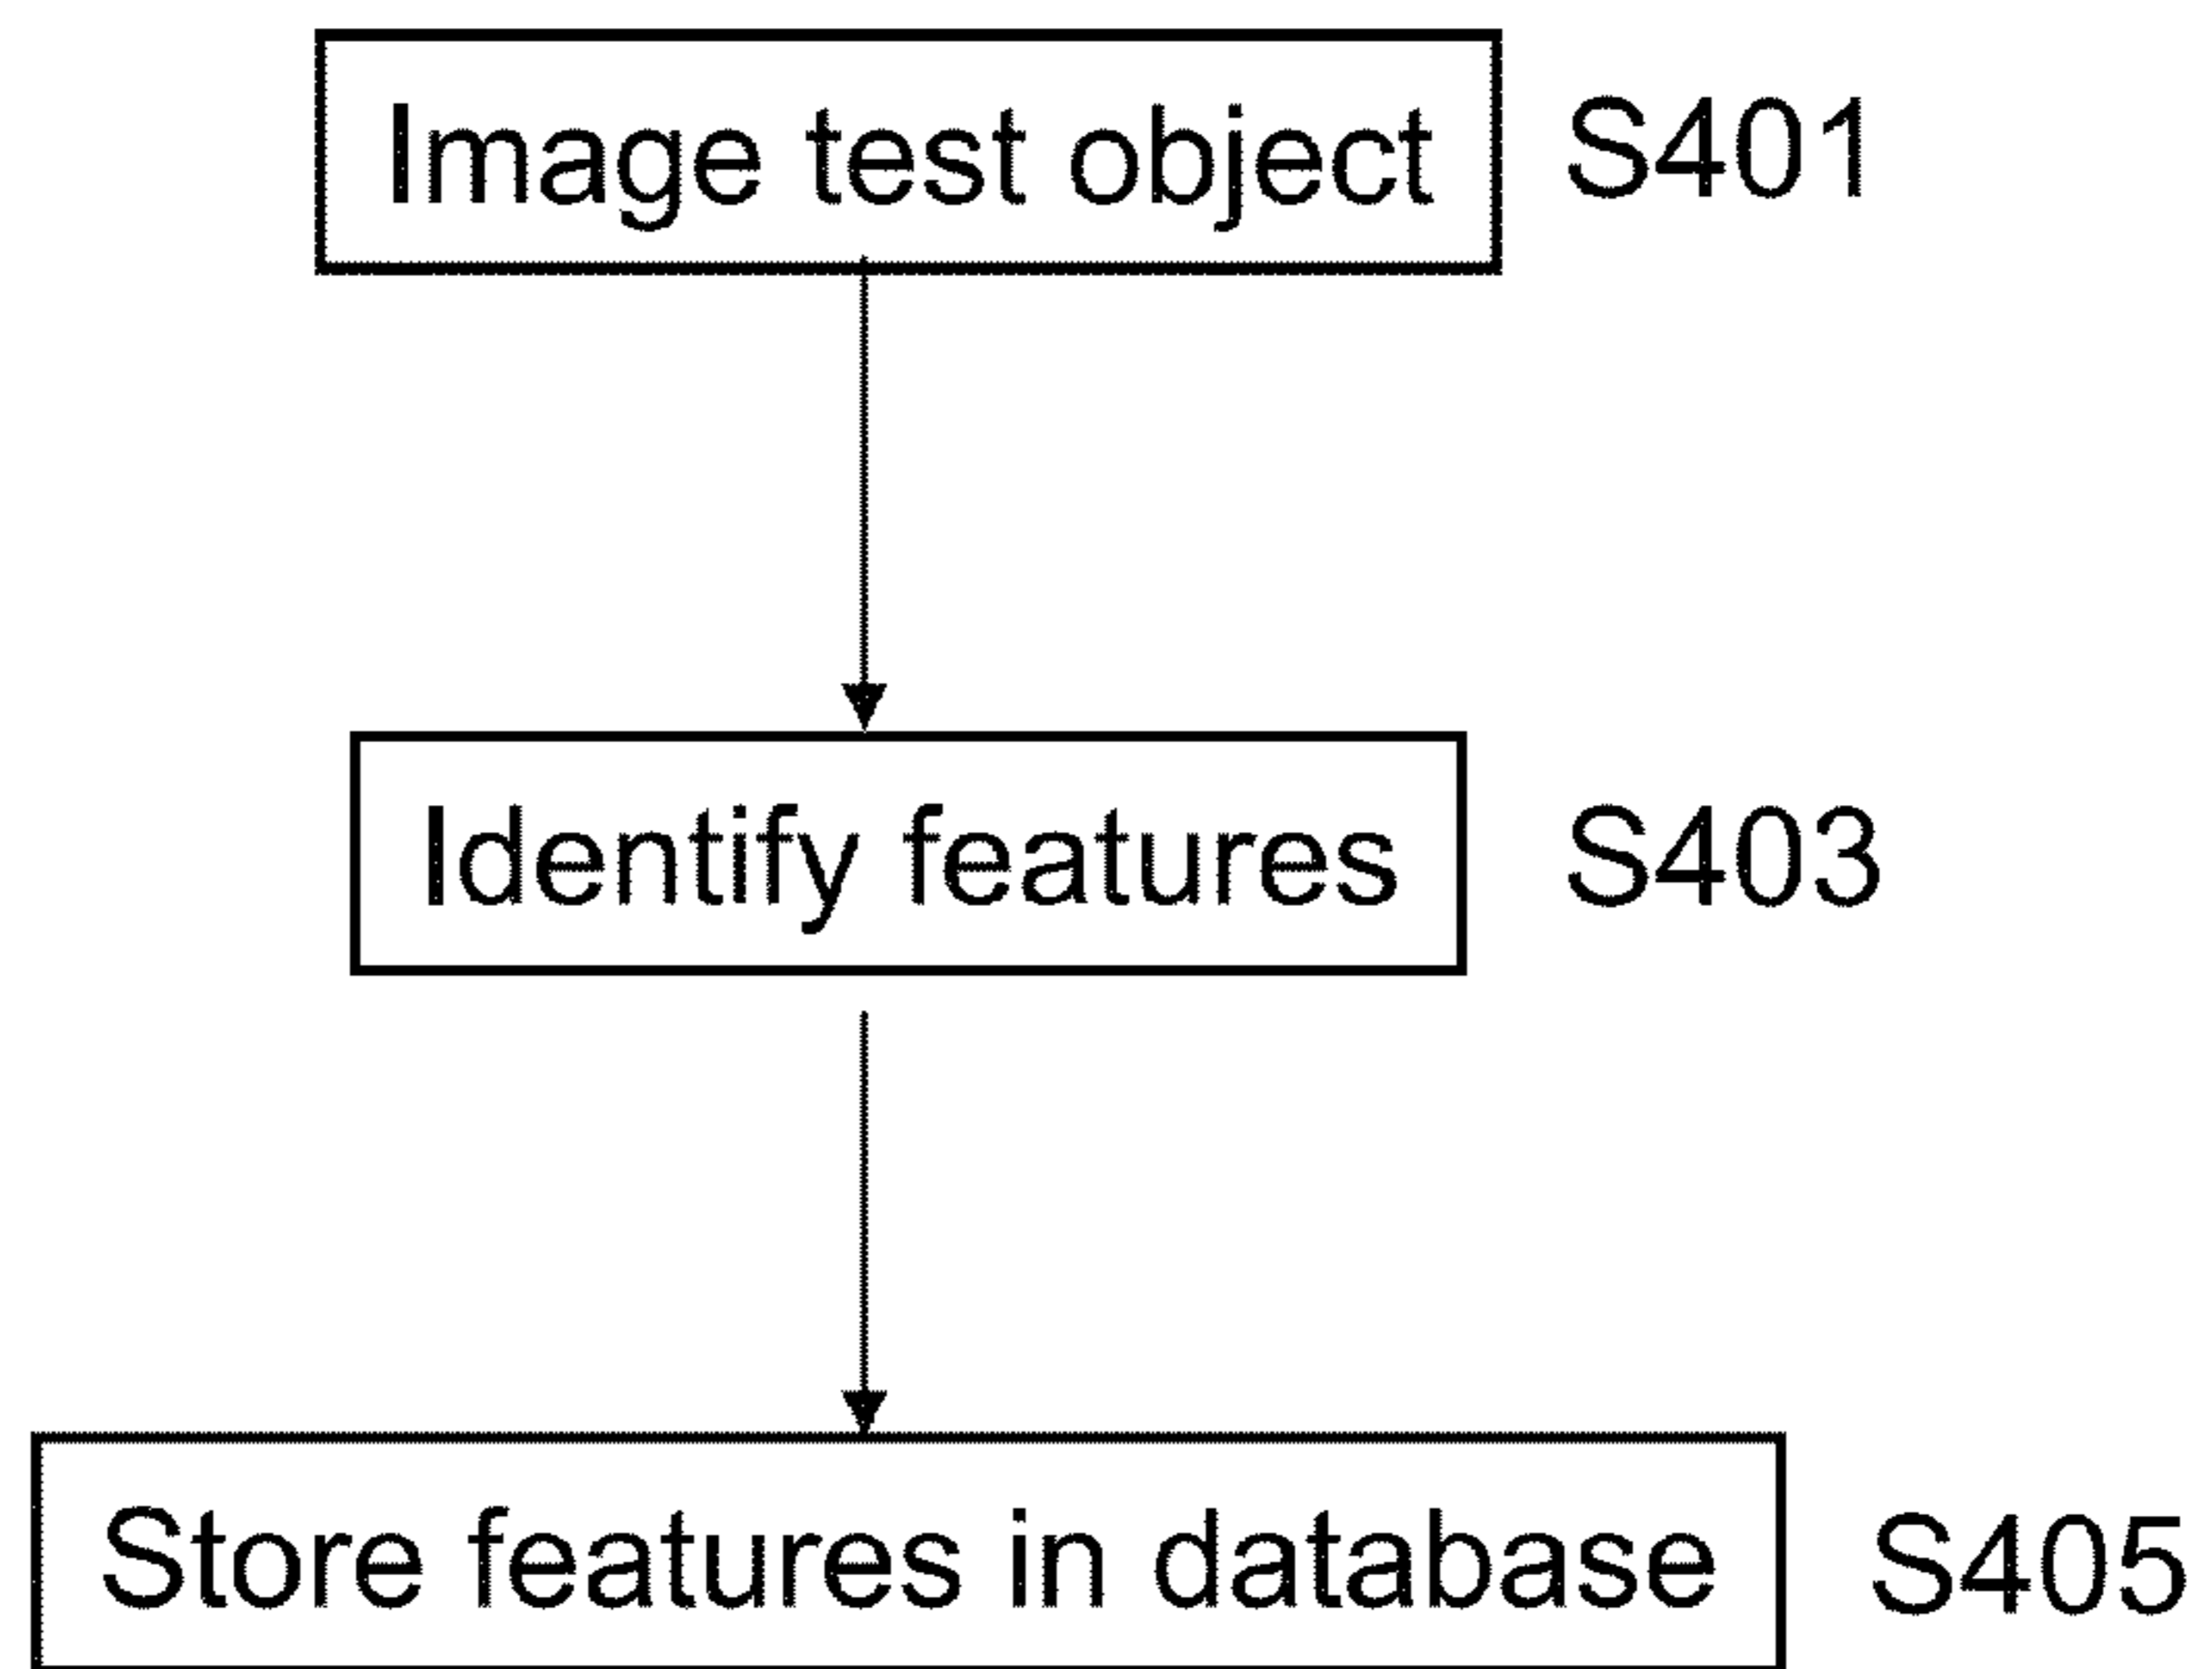 Image test object S401
Identify features S403
Store features in database S405